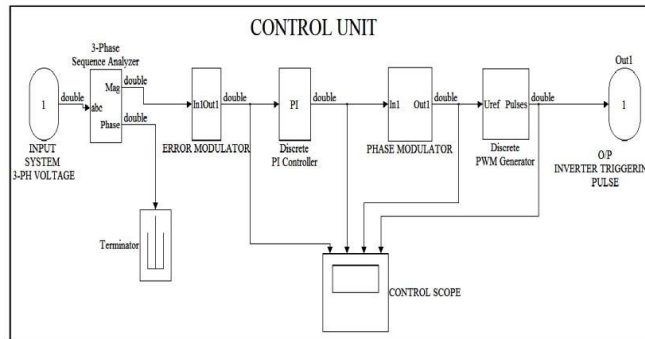 CONTROL UNIT
3-Phase
Sequence Analyzer
double
Out1
Mag
double
1
abc
In1Out1
double
PI
double
In1
Out1
double
Uref
Pulses
double
1
Phase
double
INPUT
SYSTEM
3-PH VOLTAGE
ERROR MODULATOR
Discrete
PI Controller
PHASE MODULATOR
Discrete
PWM Generator
O/P
INVERTER TRIGGERING
PULSE
Terminator
CONTROL SCOPE